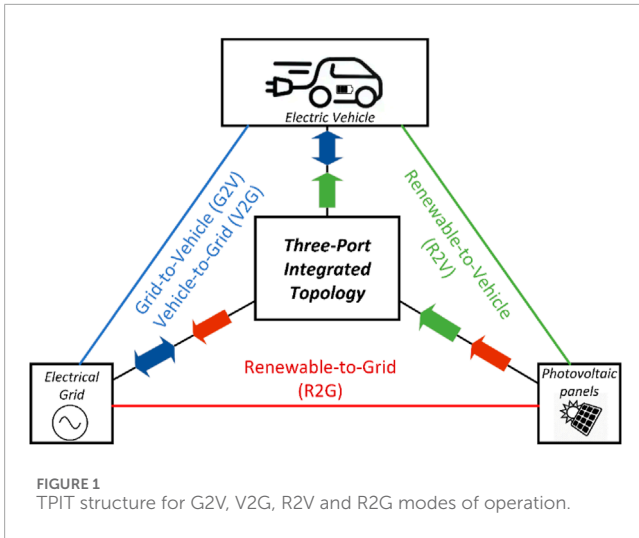 Electric Vehicle
Grid-to-Vehicle (G2V)
Vehicle-to-Grid (V2G)
Renewable-to-Vehicle
(R2V)
Three-Port
Integrated
Topology
Electrical
Grid
Renewable-to-Grid
(R2G)
Photovoltaic
panels
FIGURE 1
TPIT structure for G2V, V2G, R2V and R2G modes of operation.